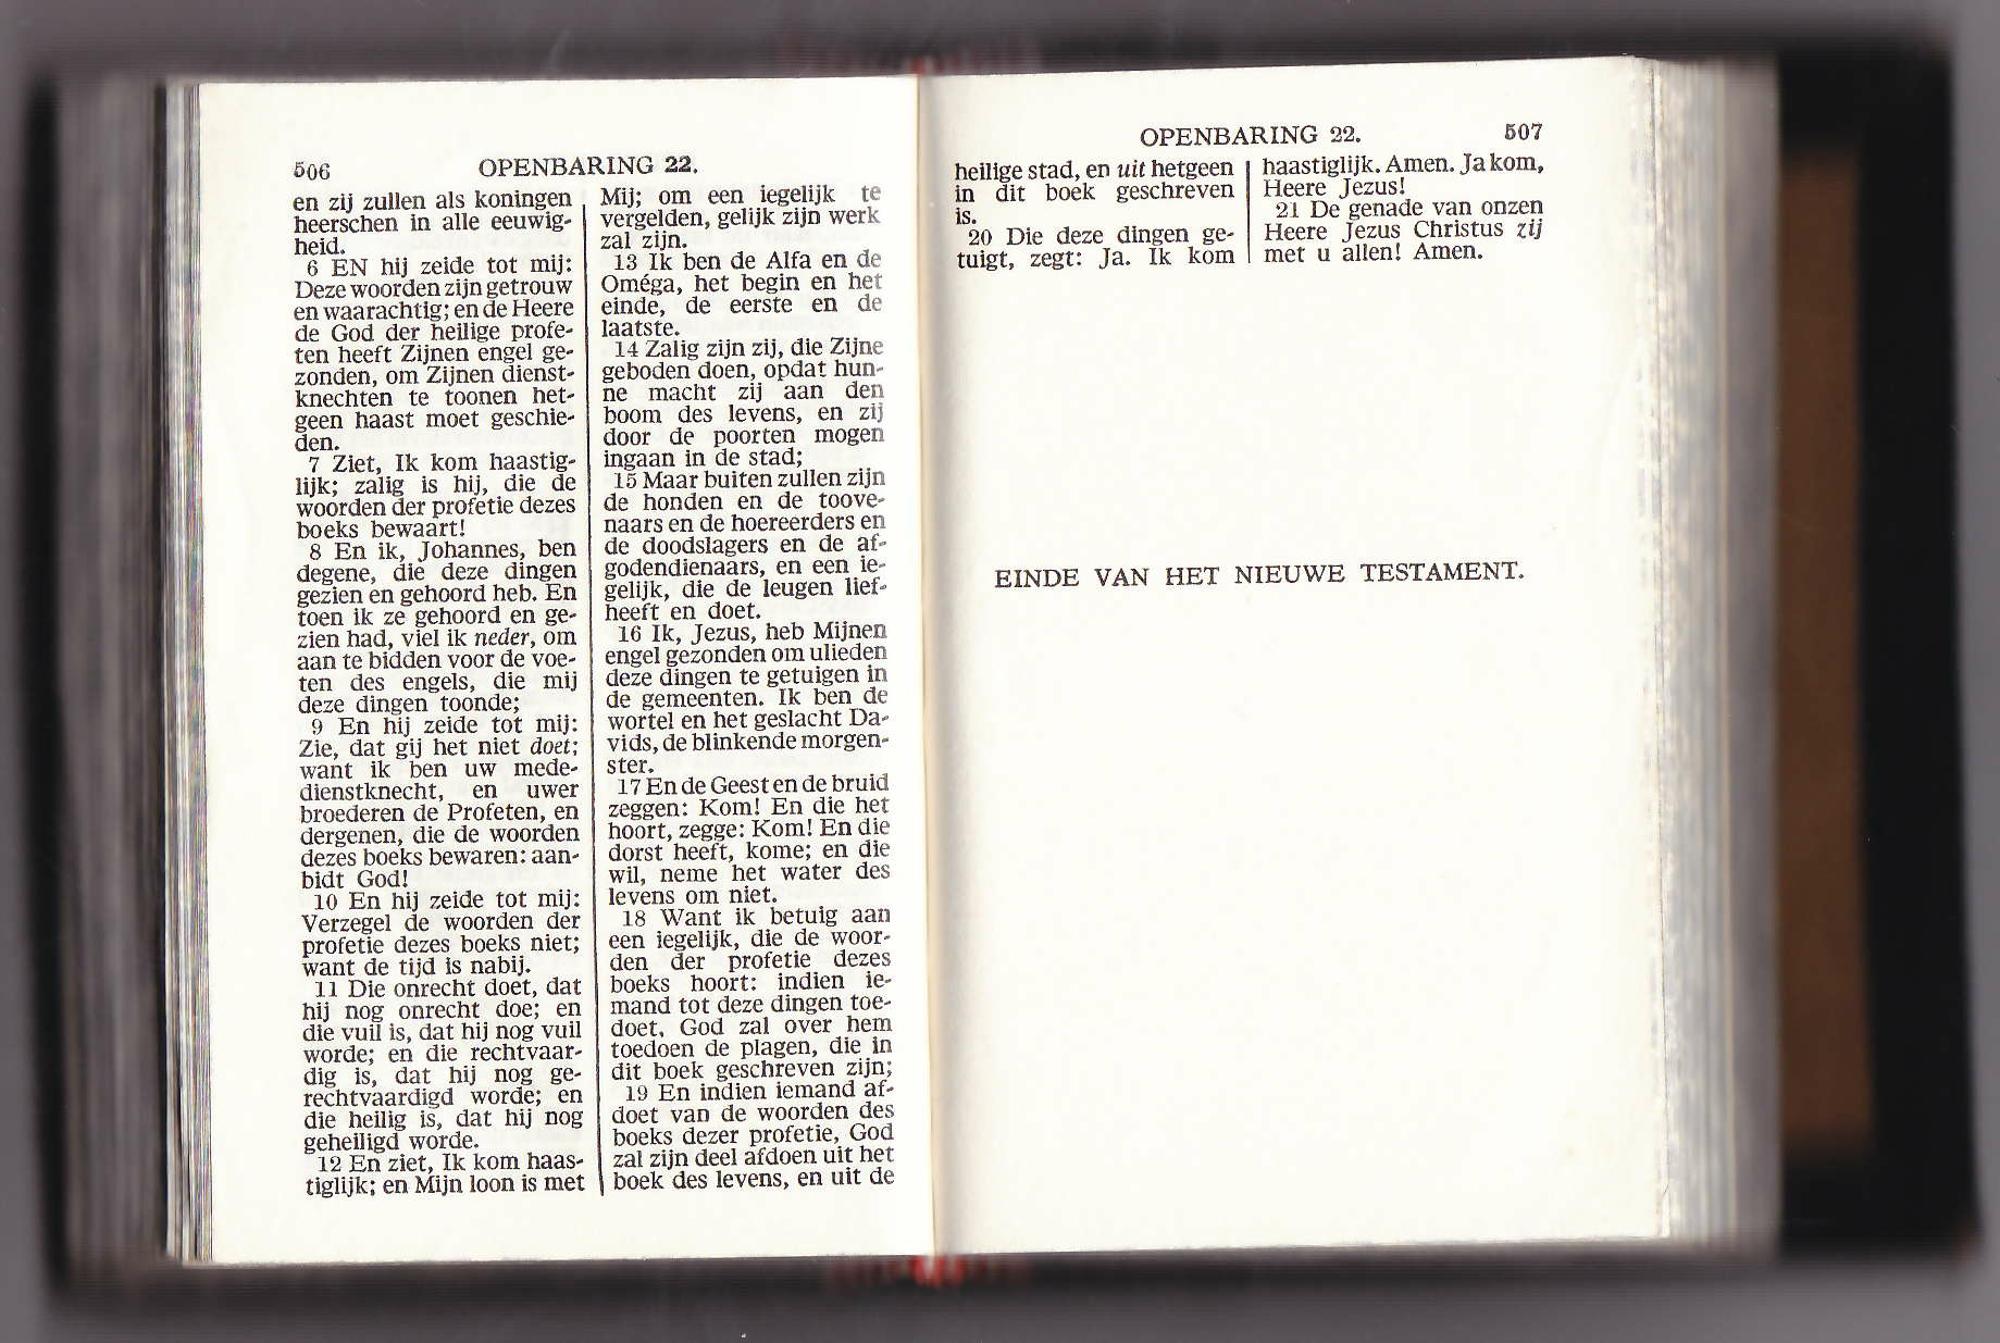 506 OPENBARING 22.
en zij zullen als koningen
heerschen in alle eeuwig-
heid.
6 EN hij zeide tot mij:
Deze woorden zijn getrouw
en waarachtig; en de Heere
de God der heilige profe-
ten heeft Zijnen engel ge-
zonden, om Zijnen dienst-
knechten te toonen het-
geen haast moet geschie-
den.
7 Ziet, Ik kom haastig-
lijk; zalig is hij, die de
woorden der profetie dezes
boeks bewaart!
8 En ik, Johannes, ben
degene, die deze dingen
gezien en gehoord heb. En
toen ik ze gehoord en ge-
zien had, viel ik neder, om
aan te bidden voor de voe-
ten des engels, die mij
deze dingen toonde;
9 En hij zeide tot mij:
Zie, dat gij het niet doet;
want ik ben uw mede-
dienstknecht, en uwer
broederen de Profeten, en
dergenen, die de woorden
dezes boeks bewaren: aan-
bidt God!
10 En hij zeide tot mij:
Verzegel de woorden der
profetie dezes boeks niet;
want de tijd is nabij.
11 Die onrecht doet, dat
hij nog onrecht doe; en
die vuil is, dat hij nog vuil
worde; en die rechtvaar-
dig is, dat hij nog ge-
rechtvaardigd worde; en
die heilig is, dat hij nog
geheiligd worde.
12 En ziet, Ik kom haas-
tiglijk; en Mijn loon is met
Mij; om een iegelijk te
vergelden, gelijk zijn werk
zal zijn.
13 Ik ben de Alfa en de
Oméga, het begin en het
einde, de eerste en de
laatste.
14 Zalig zijn zij, die Zijne
geboden doen, opdat hun-
ne macht zij aan den
boom des levens, en zij
door de poorten mogen
ingaan in de stad;
15 Maar buiten zullen zijn
de honden en de toove-
naars en de hoereerders en
de doodslagers en de af-
godendienaars, en een ie-
gelijk, die de leugen lief-
heeft en doet.
16 Ik, Jezus, heb Mijnen
engel gezonden om ulieden
deze dingen te getuigen in
de gemeenten. Ik ben de
wortel en het geslacht Da-
vids, de blinkende morgen-
ster.
17 En de Geest en de bruid
zeggen: Kom! En die het
hoort, zegge: Kom! En die
dorst heeft, kome; en die
wil, neme het water des
levens om niet.
18 Want ik betuig aan
een iegelijk, die de woor-
den der profetie dezes
boeks hoort: indien ie-
mand tot deze dingen toe-
doet, God zal over hem
toedoen de plagen, die in
dit boek geschreven zijn;
19 En indien iemand af-
doet van de woorden des
boeks dezer profetie, God
zal zijn deel afdoen uit het
boek des levens, en uit de
OPENBARING 22. 507
heilige stad, en uit hetgeen
in dit boek geschreven
is.
20 Die deze dingen ge-
tuigt, zegt: Ja. Ik kom
haastiglijk. Amen. Ja kom,
Heere Jezus!
21 De genade van onzen
Heere Jezus Christus zij
met u allen! Amen.
EINDE VAN HET NIEUWE TESTAMENT.